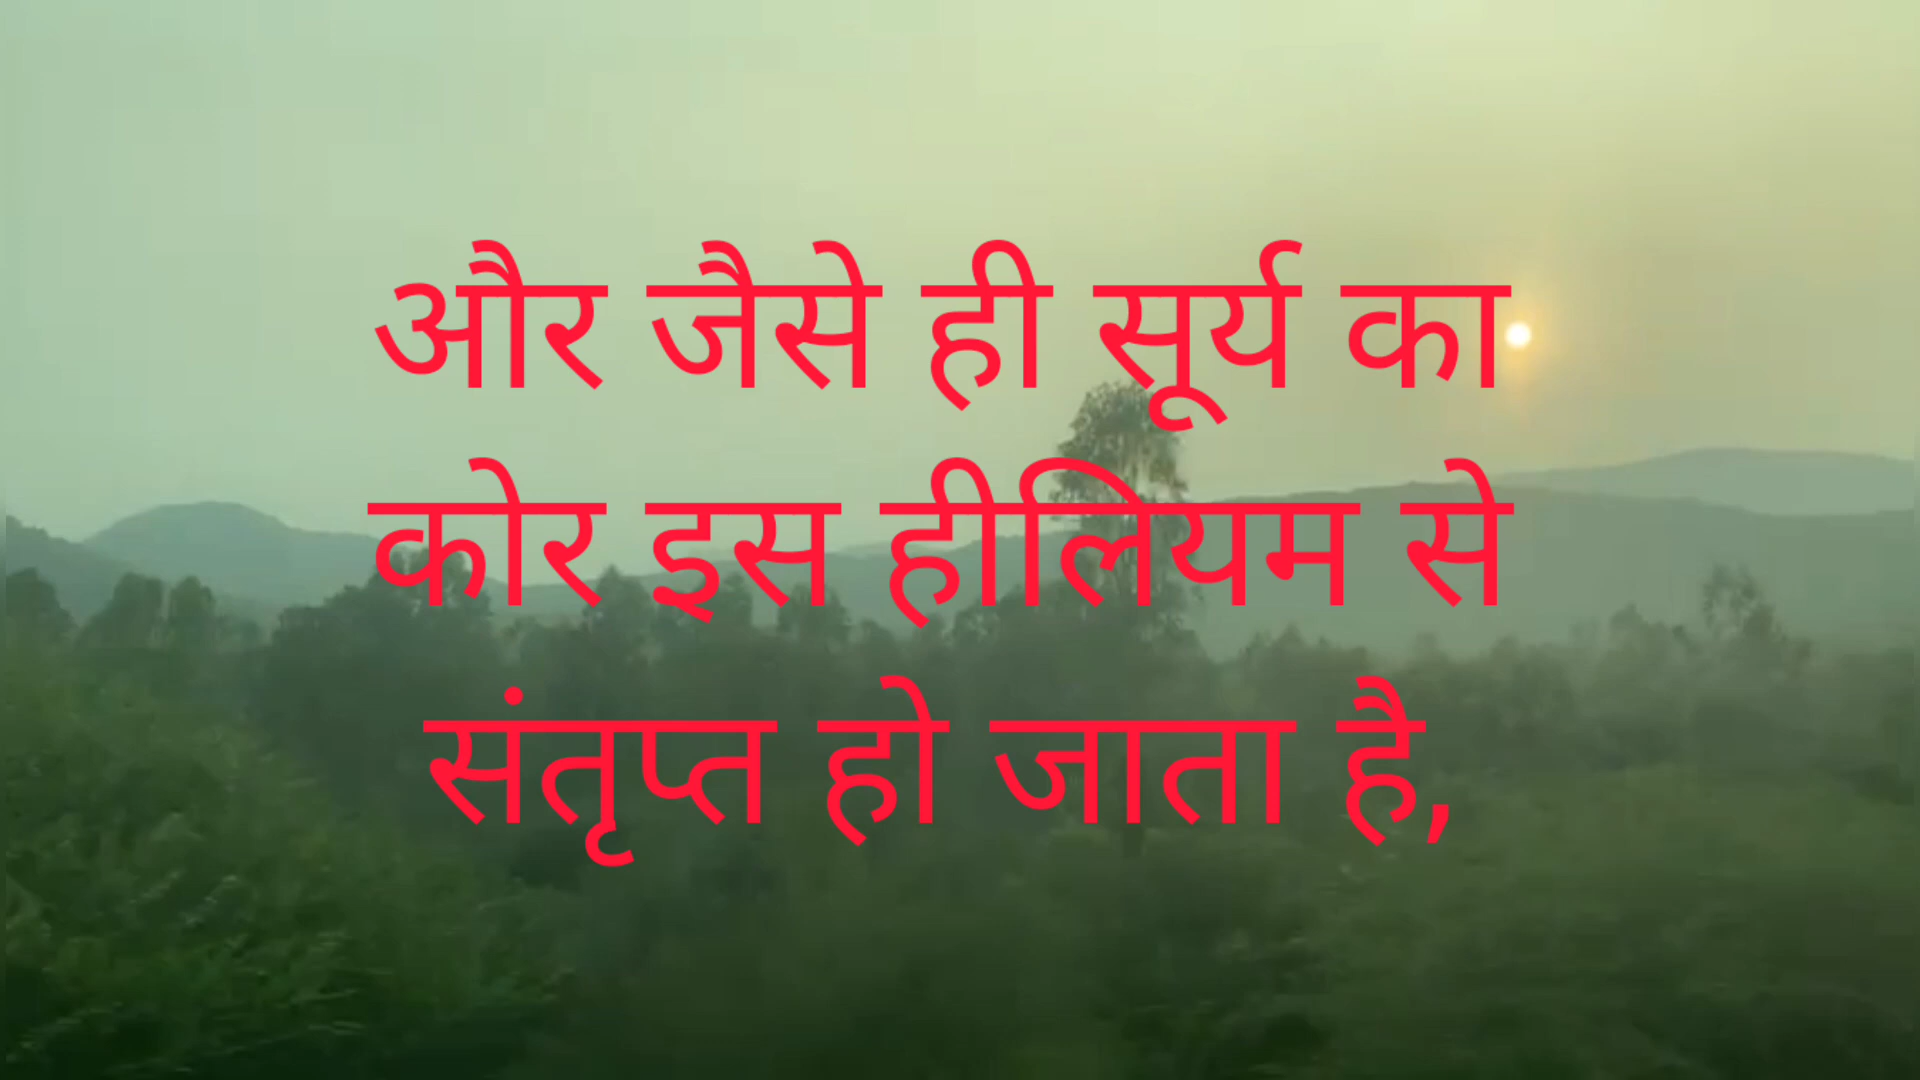 और जैसे ही सूर्य का
कोर इस हीलियम से
संतृप्त हो जाता है,